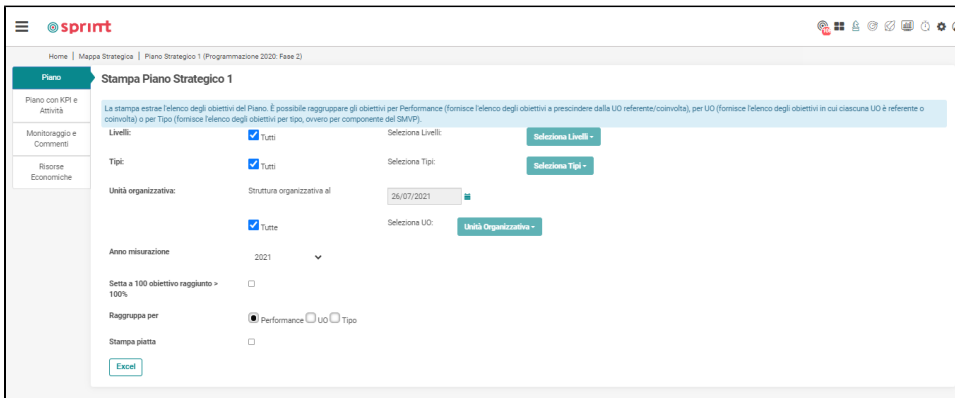 sprint
Home | Mappa Strategica | Piano Strategico 1 (Programmazione 2020: Fase 2)
Piano
Piano con KPI e
Attività
Monitoraggio e
Commenti
Risorse
Economiche
Stampa Piano Strategico 1
La stampa estrae l'elenco degli obiettivi del Piano. È possibile raggruppare gli obiettivi per Performance (fornisce l'elenco degli obiettivi a prescindere dalla UO referente/coinvolta), per UO (fornisce l'elenco degli obiettivi in cui ciascuna UO è referente o
coinvolta) o per Tipo (fornisce l'elenco degli obiettivi per tipo, ovvero per componente del SMVP).
Livelli: Tutti Seleziona Livelli: Seleziona Livelli
Tipi: Tutti Seleziona Tipi: Seleziona Tipi
Unità organizzativa: Struttura organizzativa al 26/07/2021
Tutte Seleziona UO: Unità Organizzativa
Anno misurazione 2021
Setta a 100 obiettivo raggiunto >
100%
Raggruppa per Performance UO Tipo
Stampa piatta
Excel